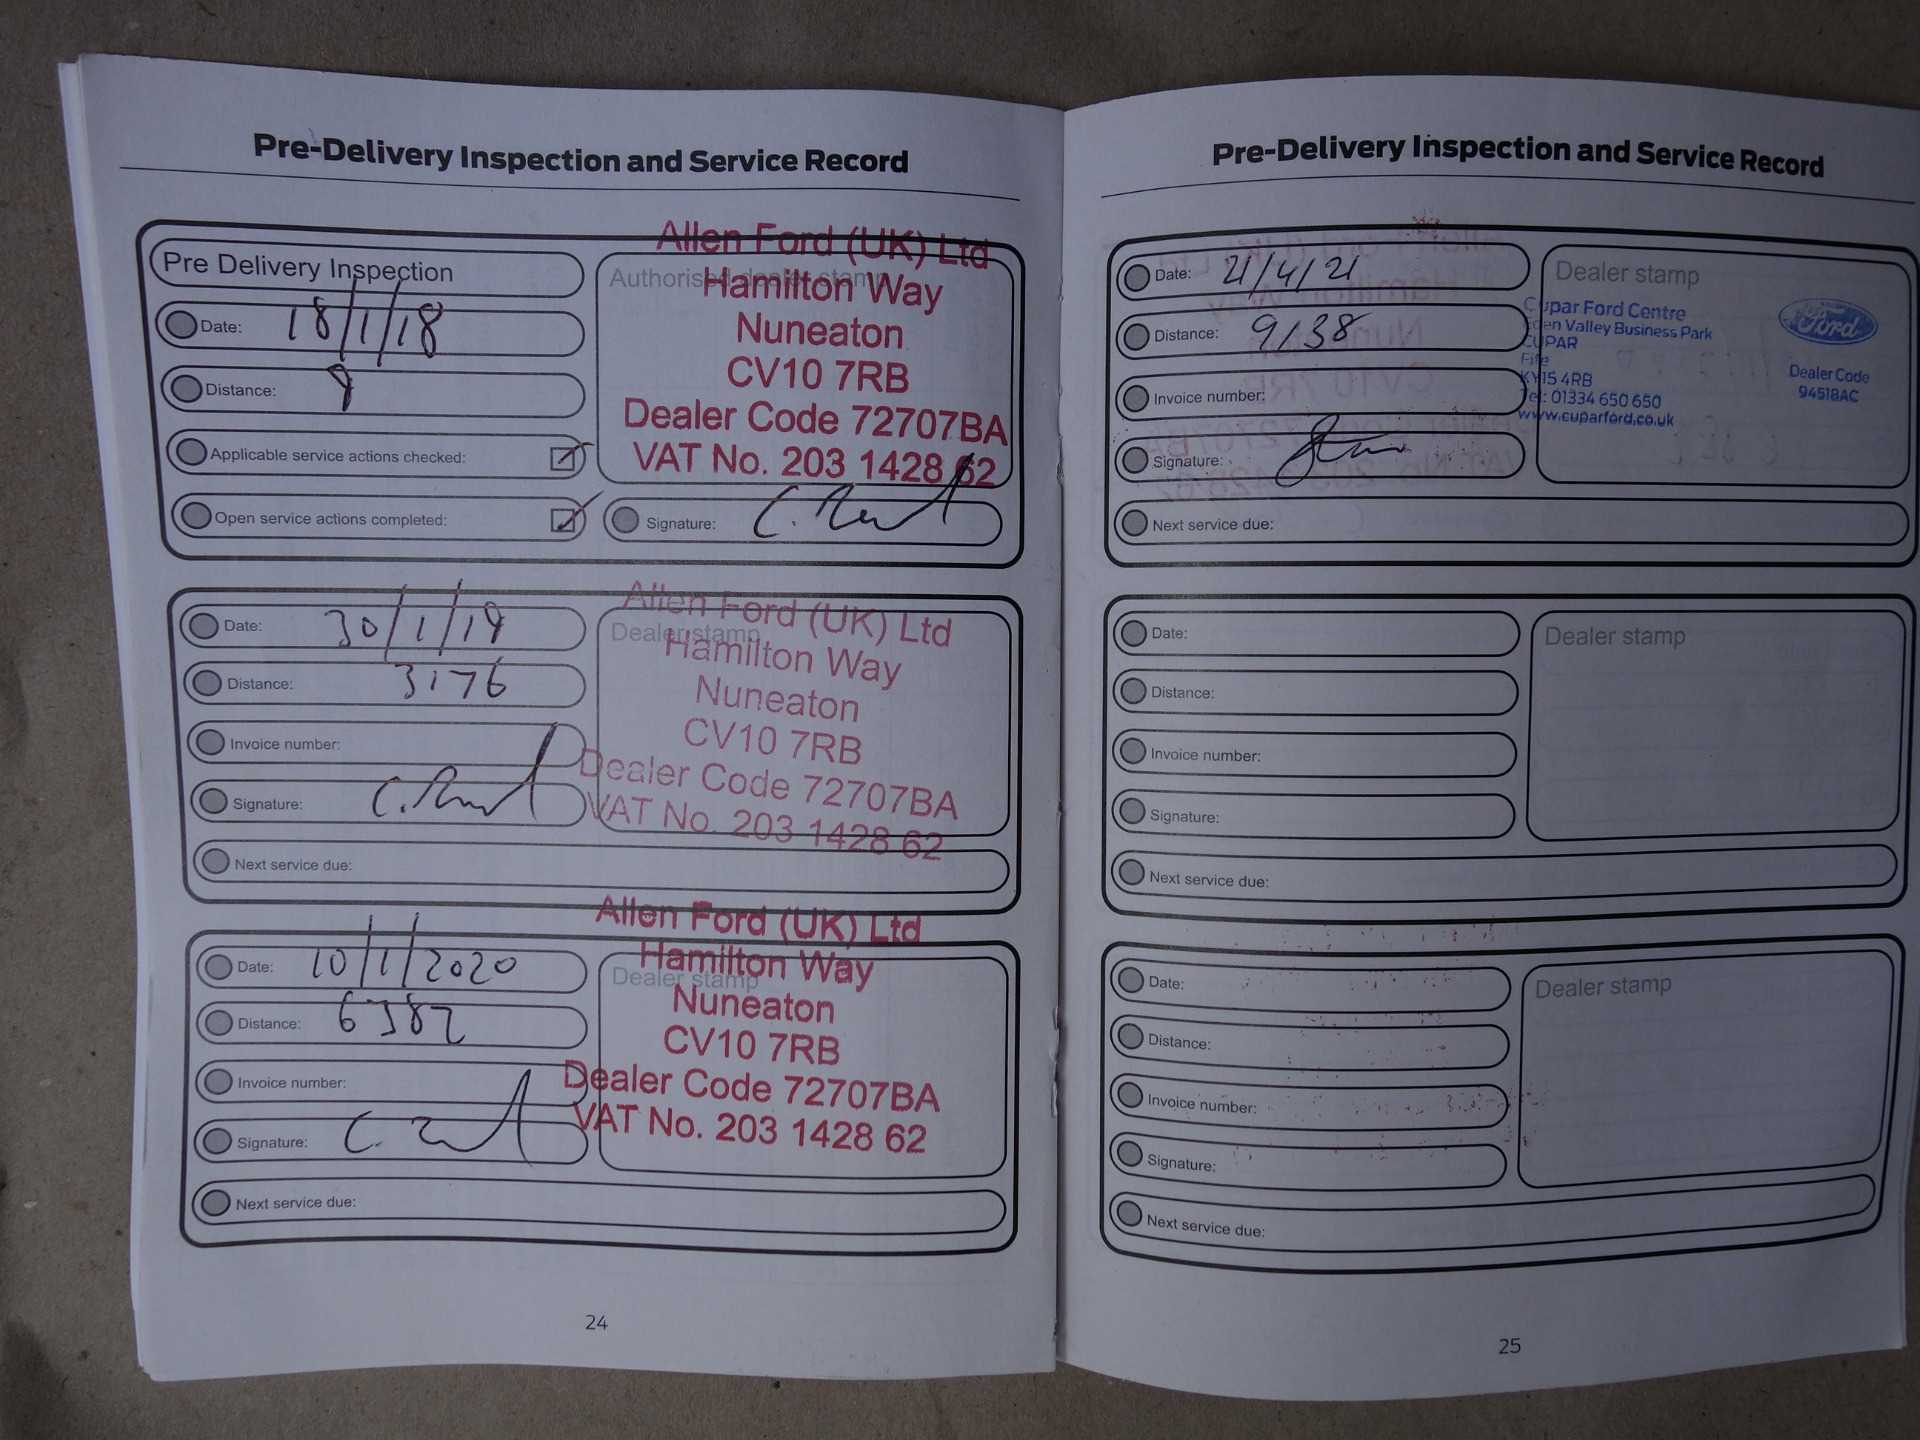 Pre-Delivery Inspection and Service Record
Pre Delivery Inspection
Date: 18/1/18
Distance: 8
Applicable service actions checked:
Open service actions completed:
Authorised dealer stamp
Allen Ford (UK) Ltd
Hamilton Way
Nuneaton
CV10 7RB
Dealer Code 72707BA
VAT No. 203 1428 62
Signature:
Date: 30/1/19
Distance: 3176
Invoice number:
Signature:
Next service due:
Dealer stamp
Allen Ford (UK) Ltd
Hamilton Way
Nuneaton
CV10 7RB
Dealer Code 72707BA
VAT No. 203 1428 62
Date: 10/1/2020
Distance: 6382
Invoice number:
Signature:
Next service due:
Dealer stamp
Allen Ford (UK) Ltd
Hamilton Way
Nuneaton
CV10 7RB
Dealer Code 72707BA
VAT No. 203 1428 62
24
Pre-Delivery Inspection and Service Record
Date: 21/4/21
Distance: 9138
Invoice number:
Signature:
Next service due:
Dealer stamp
Cupar Ford Centre
Eden Valley Business Park
CUPAR
Fife
KY15 4RB
Tel: 01334 650 650
www.cuparford.co.uk
Ford
Dealer Code
94518AC
Date:
Distance:
Invoice number:
Signature:
Next service due:
Dealer stamp
Date:
Distance:
Invoice number:
Signature:
Next service due:
Dealer stamp
25